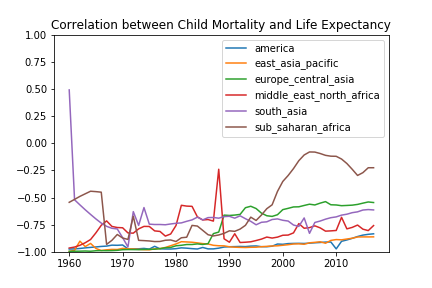 Correlation between Child Mortality and Life Expectancy
1.00
0.75
0.50
0.25
0.00
−0.25
−0.50
−0.75
−1.00
america
east_asia_pacific
europe_central_asia
middle_east_north_africa
south_asia
sub_saharan_africa
1960 1970 1980 1990 2000 2010